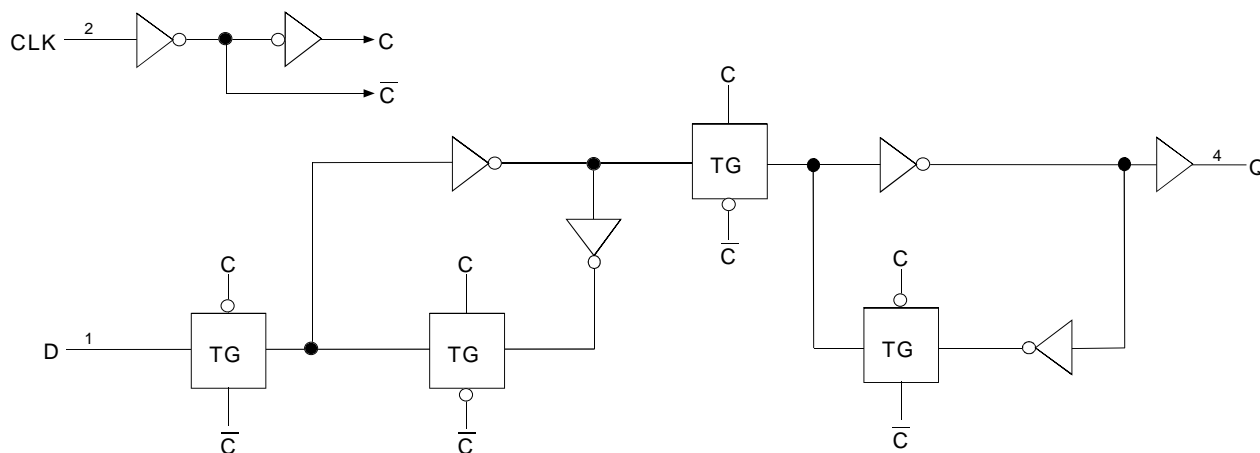 CLK 2 C
C̅
C
TG 4 Q
C̅
C C C
D 1 TG TG TG
C̅ C̅ C̅